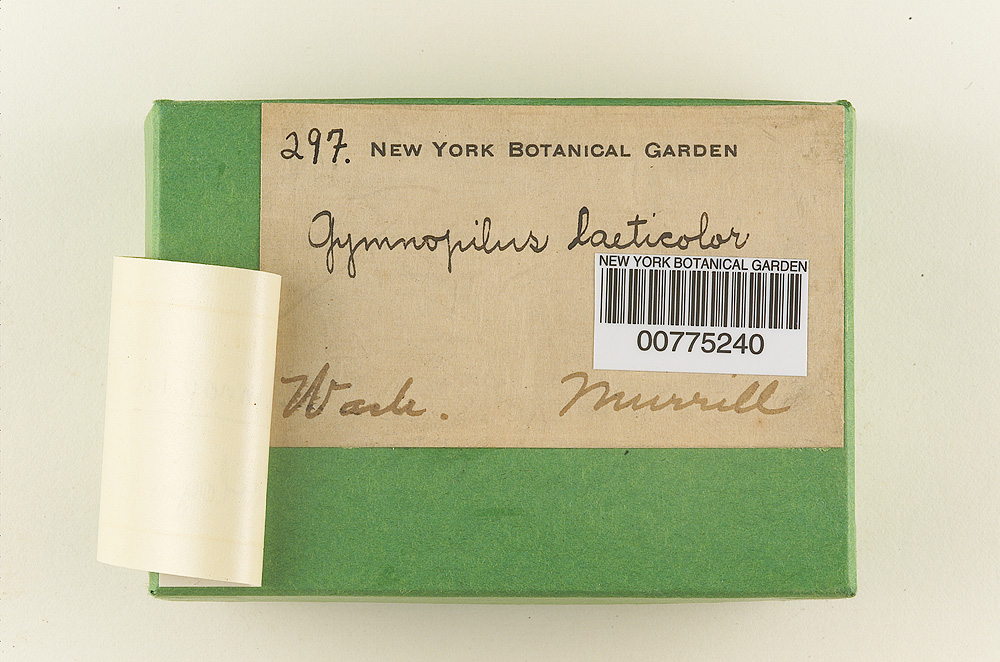 297. NEW YORK BOTANICAL GARDEN
Gymnopilus laeticolor
NEW YORK BOTANICAL GARDEN
00775240
Wash. Murrill